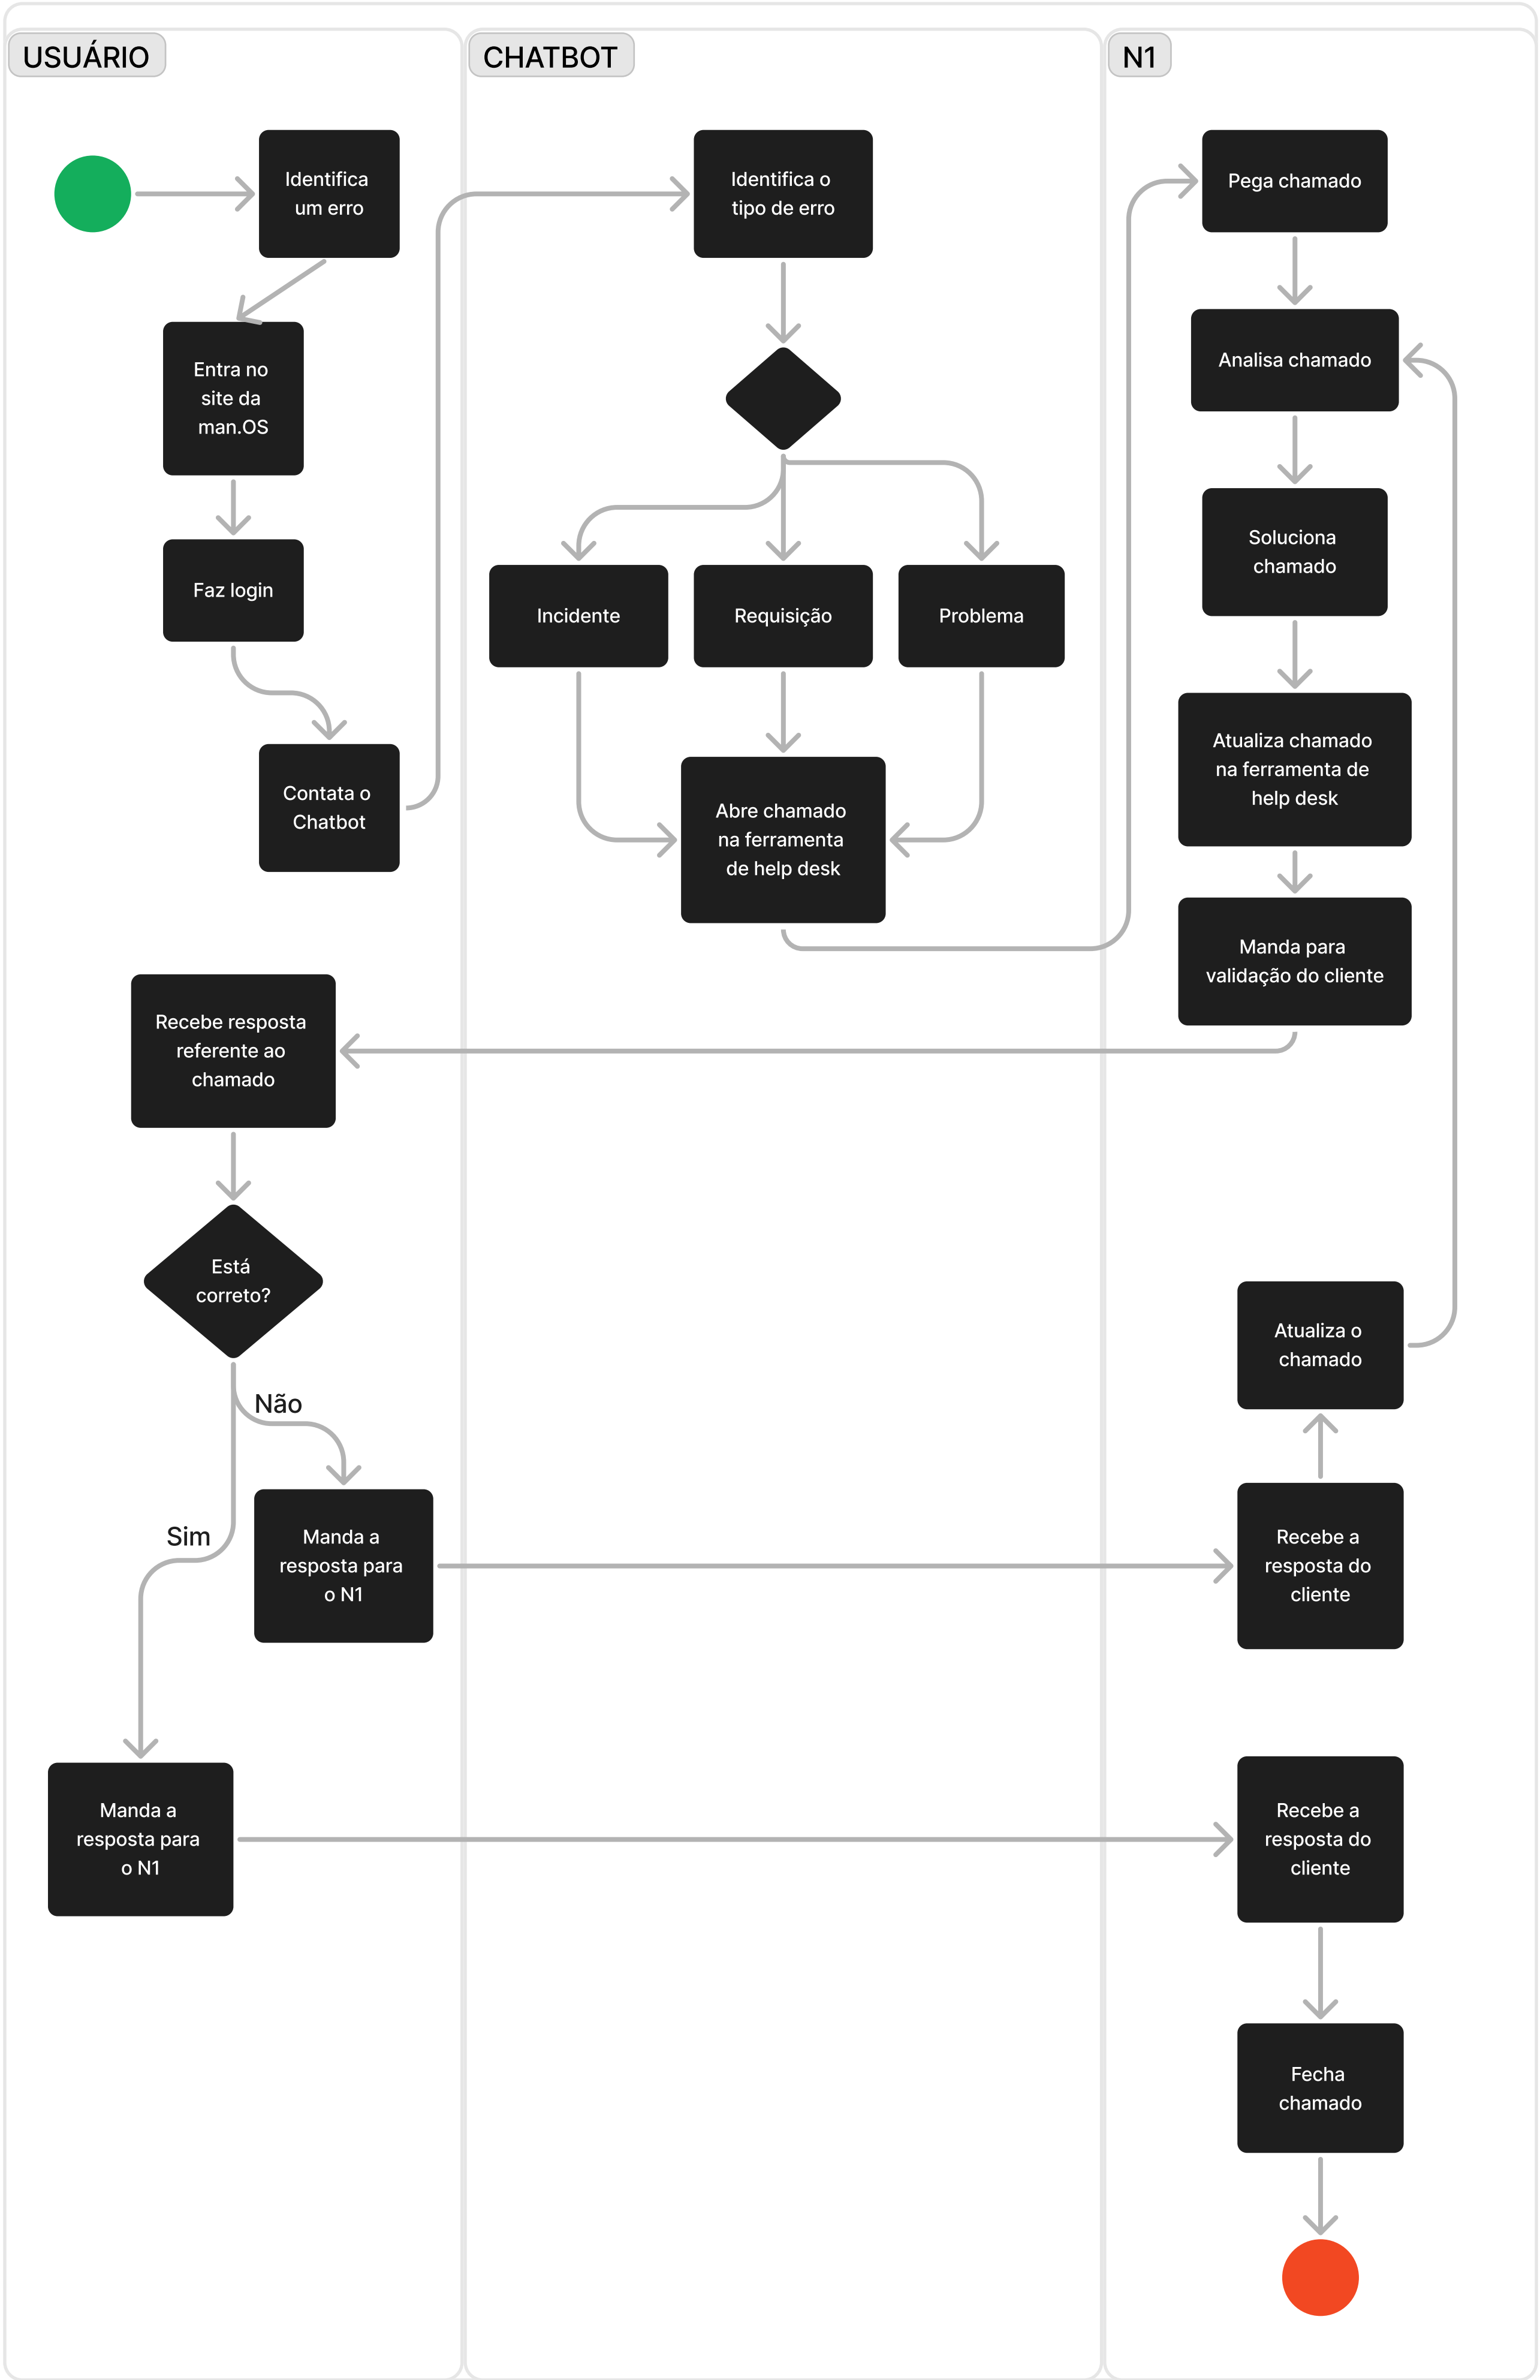 USUÁRIO
CHATBOT
N1
Identifica
um erro
Entra no
site da
man.OS
Faz login
Contata o
Chatbot
Identifica o
tipo de erro
Incidente
Requisição
Problema
Abre chamado
na ferramenta
de help desk
Pega chamado
Analisa chamado
Soluciona
chamado
Atualiza chamado
na ferramenta de
help desk
Manda para
validação do cliente
Recebe resposta
referente ao
chamado
Está
correto?
Não
Sim
Manda a
resposta para
o N1
Recebe a
resposta do
cliente
Atualiza o
chamado
Manda a
resposta para
o N1
Recebe a
resposta do
cliente
Fecha
chamado